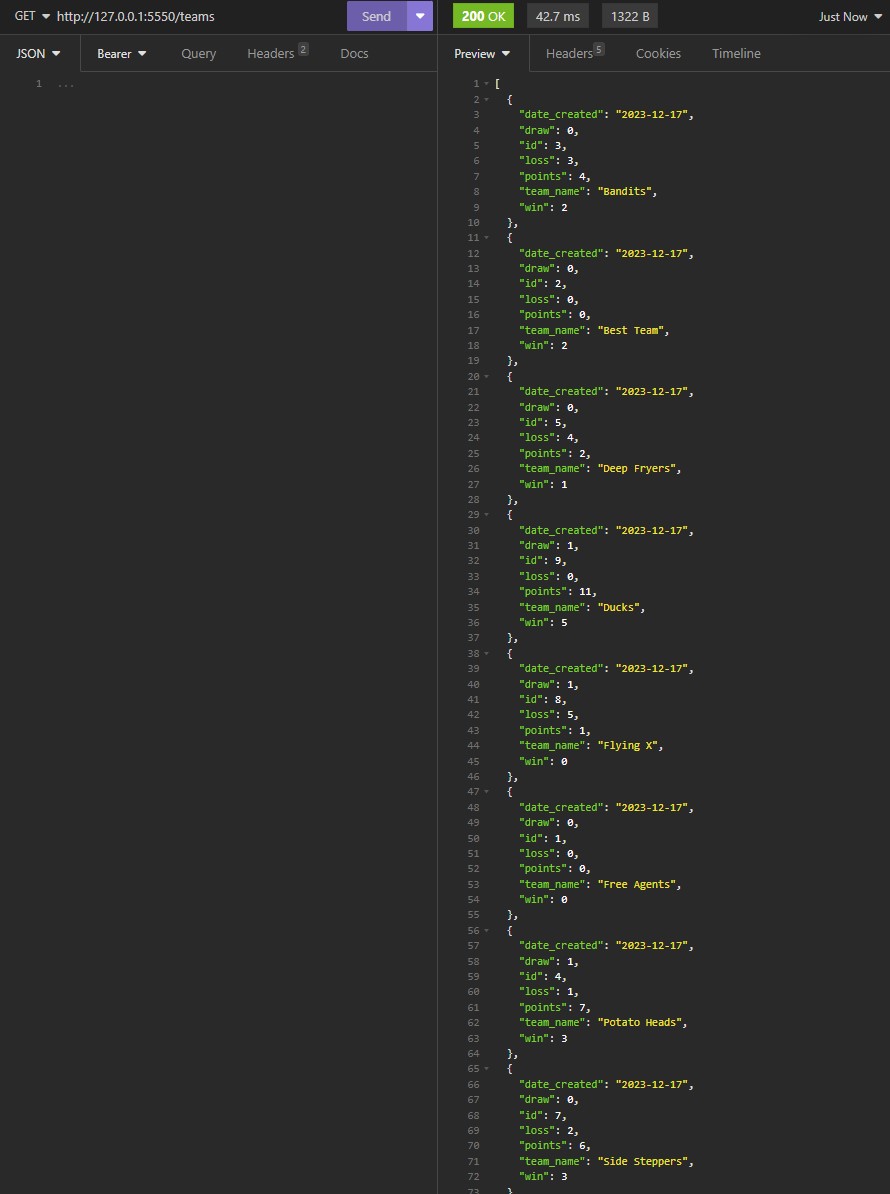 GET http://127.0.0.1:5550/teams Send 200 OK 42.7 ms 1322 B Just Now
JSON Bearer Query Headers 2 Docs Preview Headers 5 Cookies Timeline
1 ...
1 [
2 {
3 "date_created": "2023-12-17",
4 "draw": 0,
5 "id": 3,
6 "loss": 3,
7 "points": 4,
8 "team_name": "Bandits",
9 "win": 2
10 },
11 {
12 "date_created": "2023-12-17",
13 "draw": 0,
14 "id": 2,
15 "loss": 0,
16 "points": 0,
17 "team_name": "Best Team",
18 "win": 2
19 },
20 {
21 "date_created": "2023-12-17",
22 "draw": 0,
23 "id": 5,
24 "loss": 4,
25 "points": 2,
26 "team_name": "Deep Fryers",
27 "win": 1
28 },
29 {
30 "date_created": "2023-12-17",
31 "draw": 1,
32 "id": 9,
33 "loss": 0,
34 "points": 11,
35 "team_name": "Ducks",
36 "win": 5
37 },
38 {
39 "date_created": "2023-12-17",
40 "draw": 1,
41 "id": 8,
42 "loss": 5,
43 "points": 1,
44 "team_name": "Flying X",
45 "win": 0
46 },
47 {
48 "date_created": "2023-12-17",
49 "draw": 0,
50 "id": 1,
51 "loss": 0,
52 "points": 0,
53 "team_name": "Free Agents",
54 "win": 0
55 },
56 {
57 "date_created": "2023-12-17",
58 "draw": 1,
59 "id": 4,
60 "loss": 1,
61 "points": 7,
62 "team_name": "Potato Heads",
63 "win": 3
64 },
65 {
66 "date_created": "2023-12-17",
67 "draw": 0,
68 "id": 7,
69 "loss": 2,
70 "points": 6,
71 "team_name": "Side Steppers",
72 "win": 3
73 }